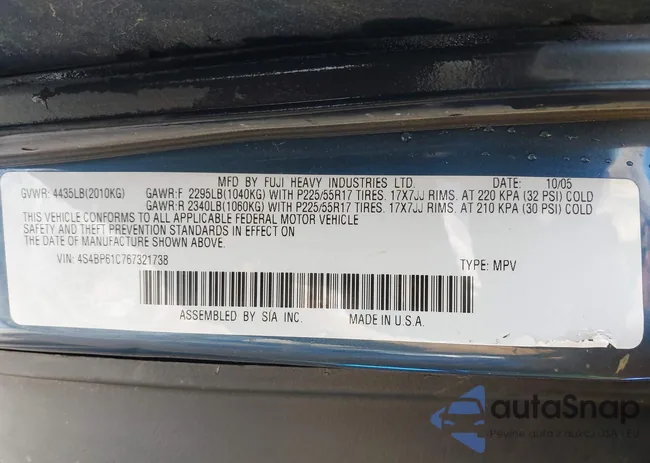 MFD BY FUJI HEAVY INDUSTRIES LTD. DATE: 10/05
GVWR: 4435LB(2010KG) GAWR:F 2295LB(1040KG) WITH P225/55R17 TIRES. 17X7JJ RIMS. AT 220 KPA (32 PSI) COLD
GAWR:R 2340LB(1060KG) WITH P225/55R17 TIRES. 17X7JJ RIMS. AT 210 KPA (30 PSI) COLD
THIS VEHICLE CONFORMS TO ALL APPLICABLE FEDERAL MOTOR VEHICLE
SAFETY AND THEFT PREVENTION STANDARDS IN EFFECT ON
THE DATE OF MANUFACTURE SHOWN ABOVE.
VIN: 4S4BP61C767321738 TYPE: MPV
ASSEMBLED BY SIA INC. MADE IN U.S.A.
autoSnap